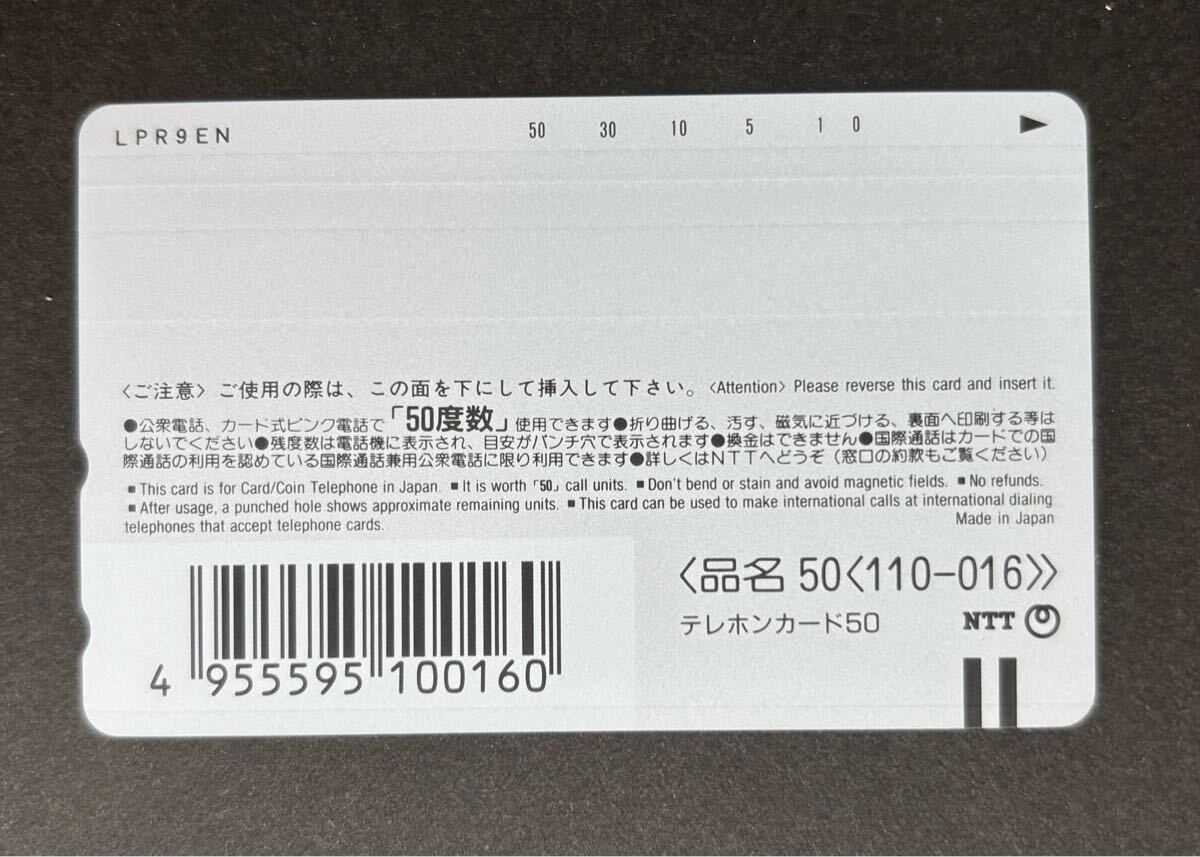 LPR9EN 50 30 10 5 1 0
〈ご注意〉ご使用の際は、この面を下にして挿入して下さい。〈Attention〉Please reverse this card and insert it.
●公衆電話、カード式ピンク電話で「50度数」使用できます●折り曲げる、汚す、磁気に近づける、裏面へ印刷する等は
しないでください●残度数は電話機に表示され、目安がパンチ穴で表示されます●換金はできません●国際通話はカードでの国
際通話の利用を認めている国際通話兼用公衆電話に限り利用できます●詳しくはNTTへどうぞ(窓口の約款もご覧ください)
■This card is for Card/Coin Telephone in Japan. ■It is worth「50」call units. ■Don't bend or stain and avoid magnetic fields. ■No refunds.
■After usage, a punched hole shows approximate remaining units. ■This card can be used to make international calls at international dialing
telephones that accept telephone cards. Made in Japan
〈品名 50〈110-016〉〉
テレホンカード50 NTT
4 955595 100160